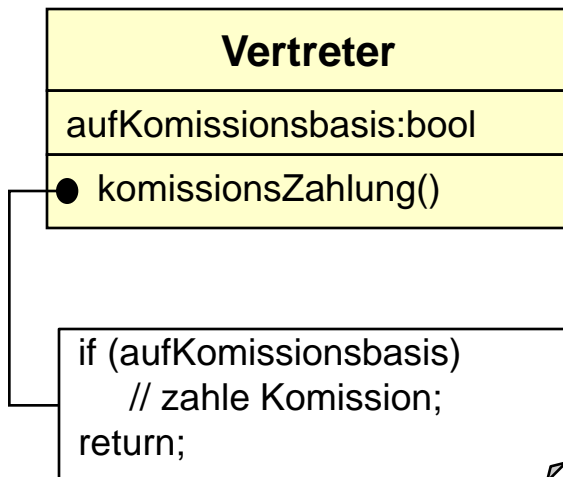 Vertreter
aufKomissionsbasis:bool
komissionsZahlung()
if (aufKomissionsbasis)
// zahle Komission;
return;